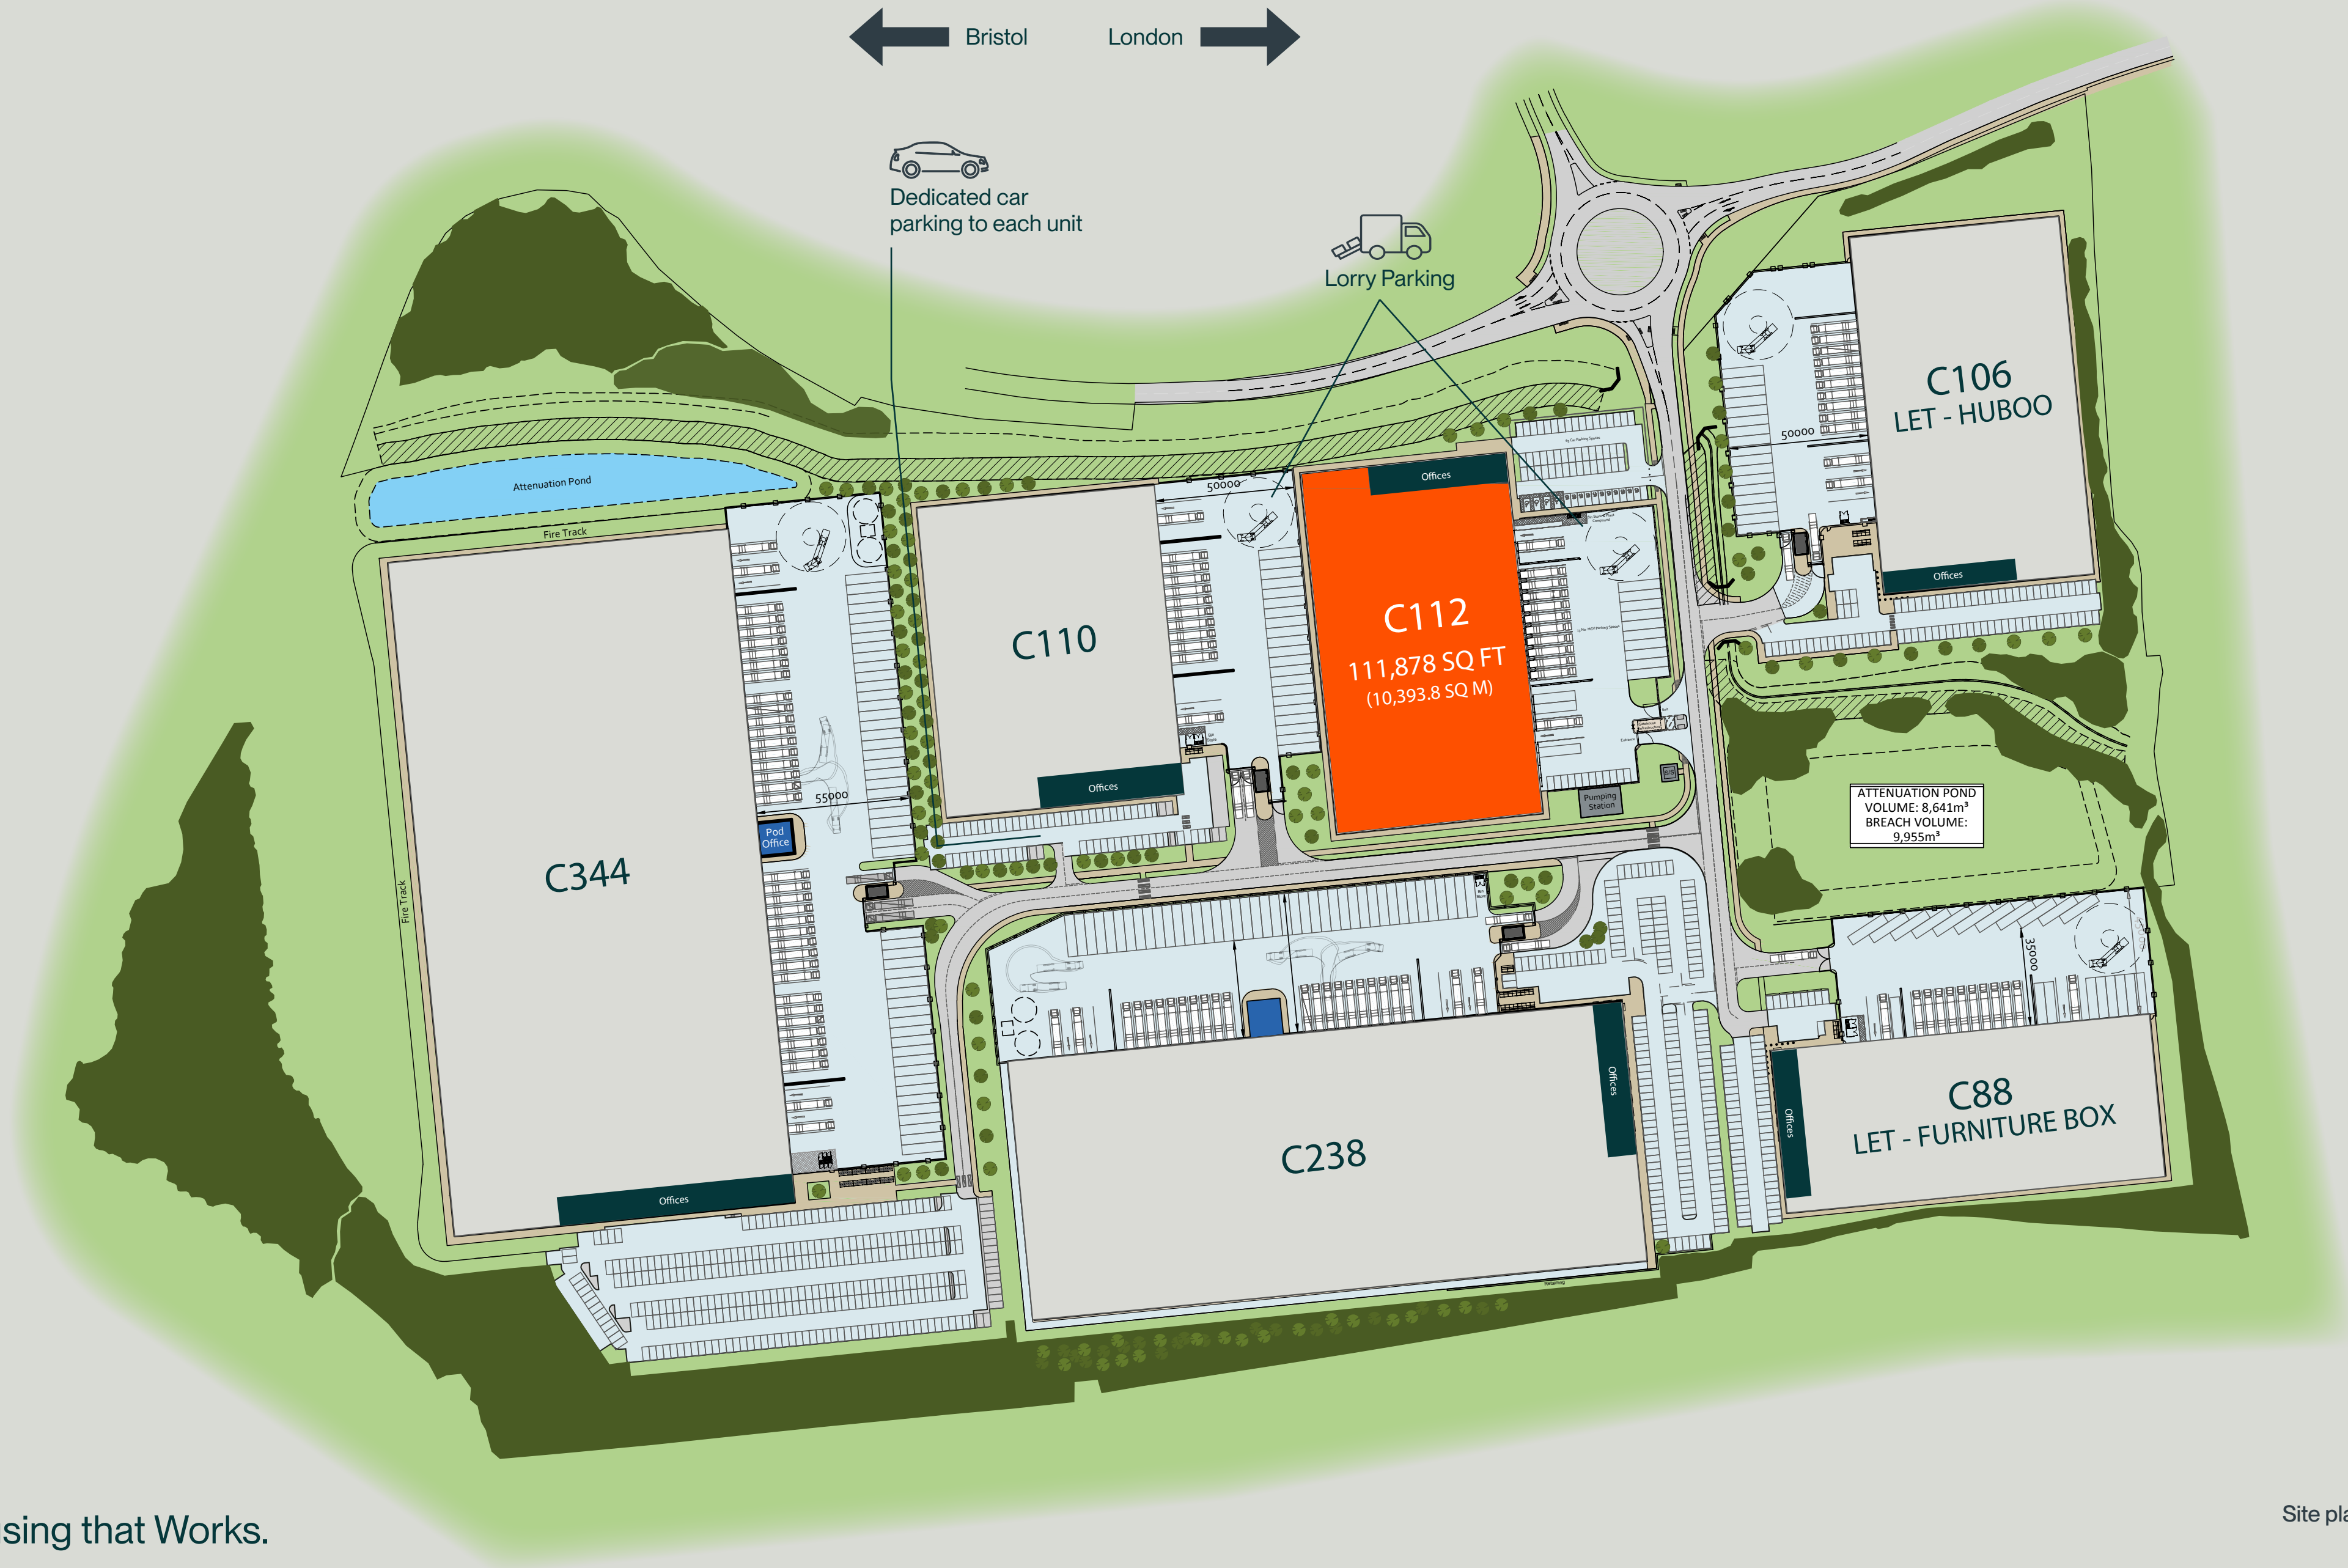 Bristol
London
Dedicated car
parking to each unit
Lorry Parking
C106
LET - HUBOO
50000
Offices
Attenuation Pond
Fire Track
Fire Track
C344
55000
Pod
Office
Offices
C110
50000
Offices
Offices
C112
111,878 SQ FT
(10,393.8 SQ M)
Pumping
Station
ATTENUATION POND
VOLUME: 8,641m³
BREACH VOLUME:
9,955m³
C238
Offices
Retaining
35000
C88
LET - FURNITURE BOX
Offices
sing that Works.
Site pla